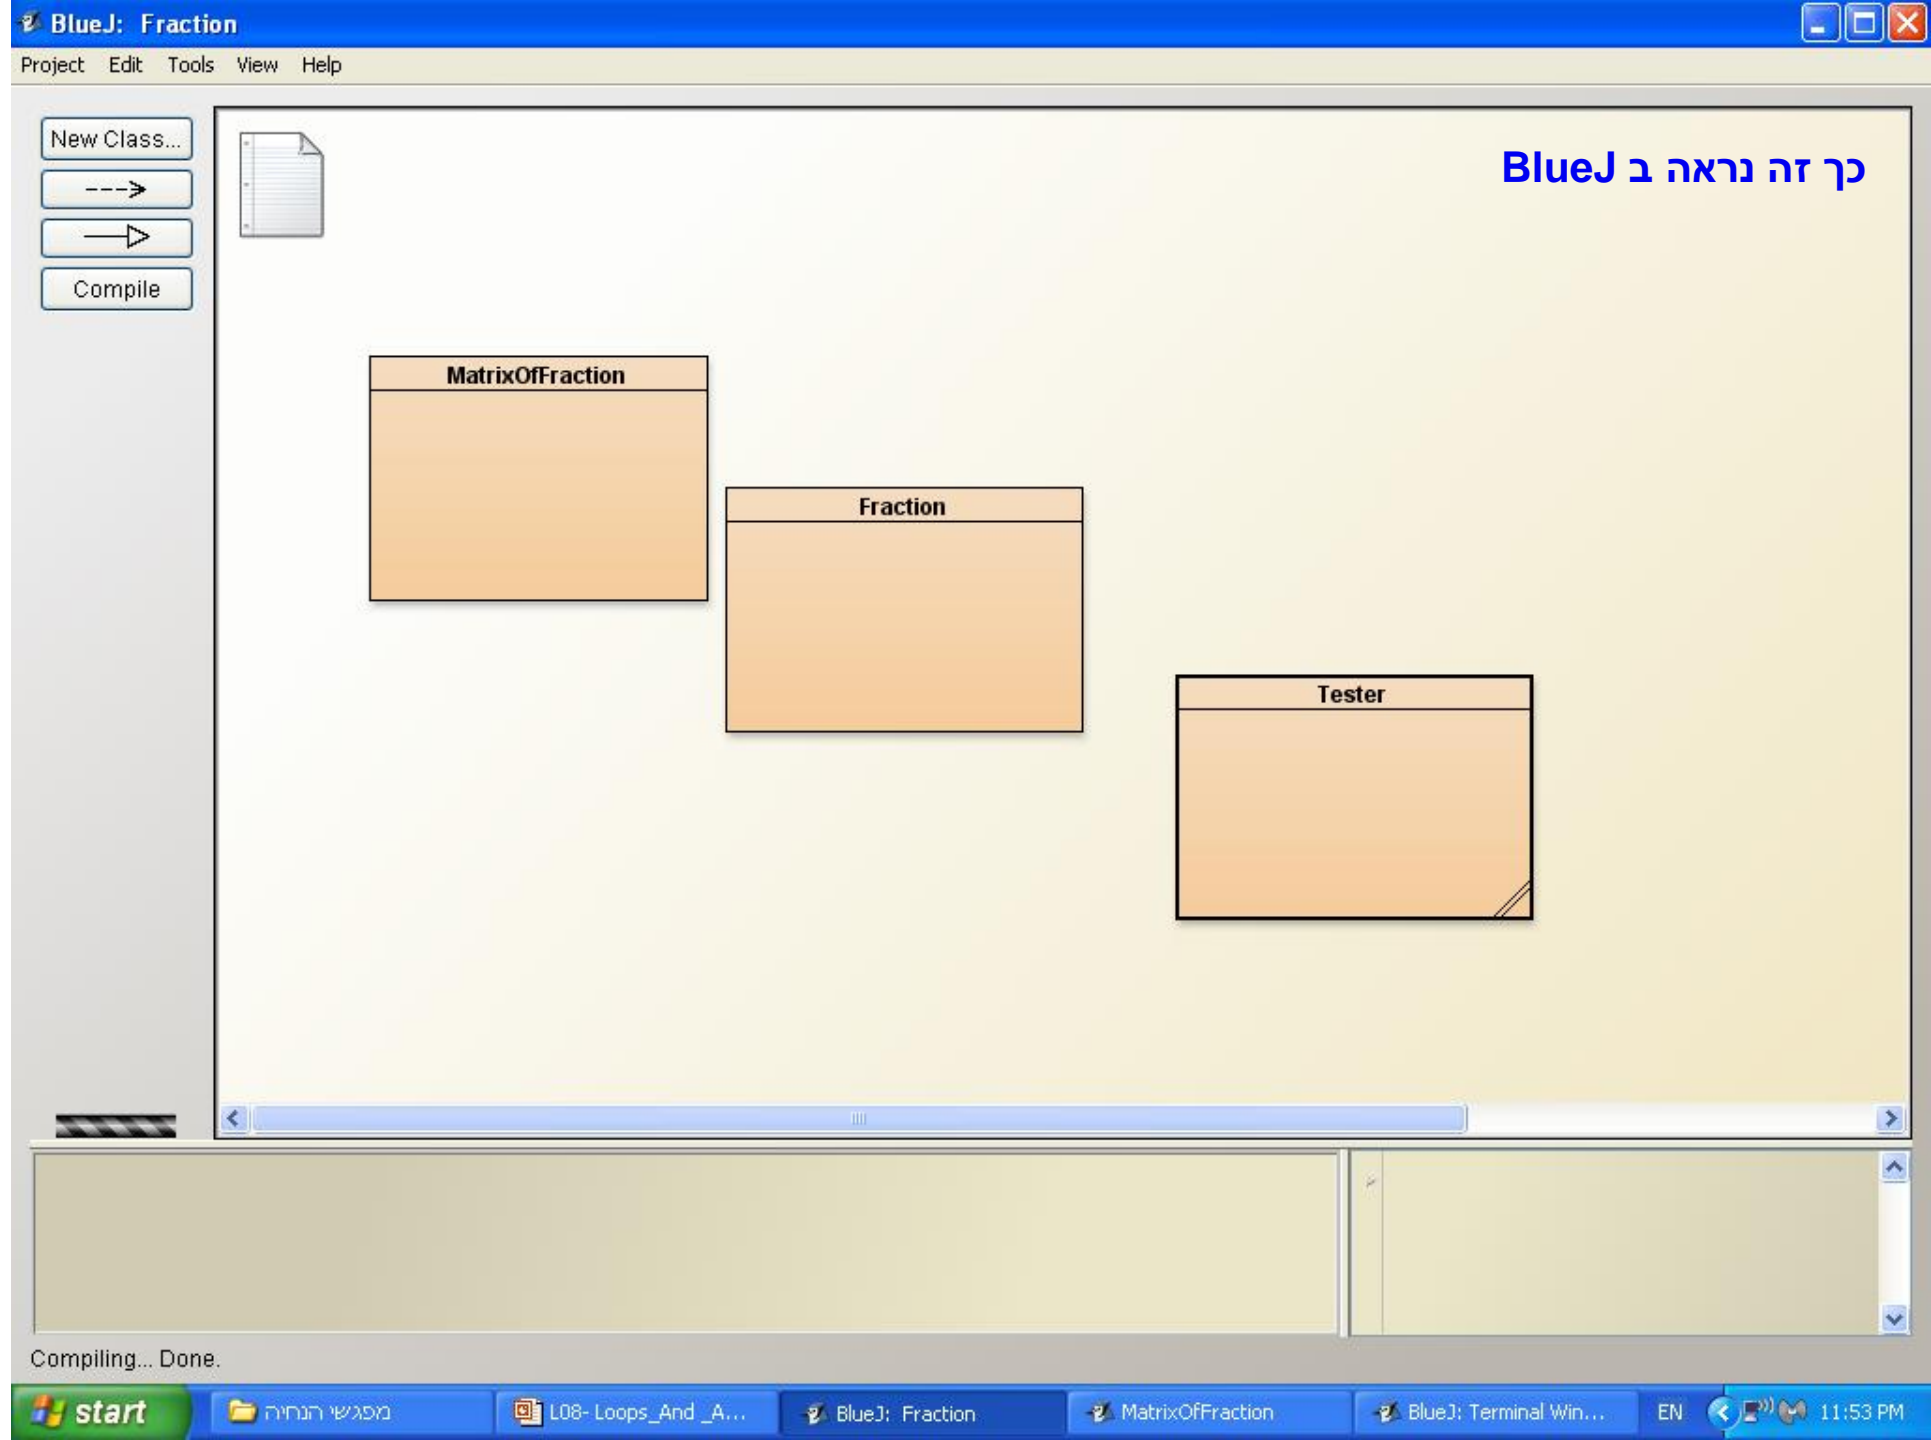 BlueJ: Fraction
Project Edit Tools View Help
New Class...
Compile
כך זה נראה ב BlueJ
MatrixOfFraction
Fraction
Tester
Compiling... Done.
start
מפגשי הנחיה
L08- Loops_And _A...
BlueJ: Fraction
MatrixOfFraction
BlueJ: Terminal Win...
EN
11:53 PM